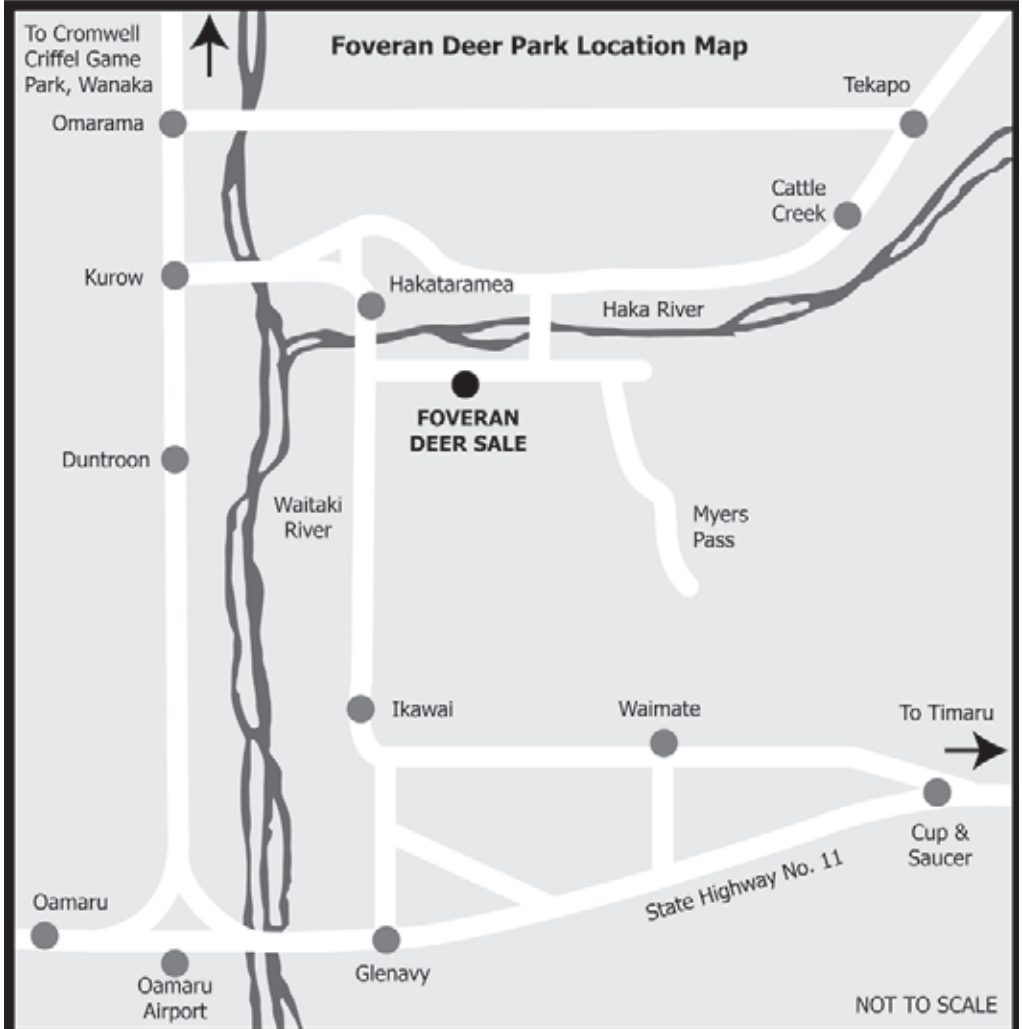 To Cromwell
Criffel Game
Park, Wanaka
Foveran Deer Park Location Map
Tekapo
Omarama
Cattle
Creek
Kurow
Hakataramea
Haka River
FOVERAN
DEER SALE
Duntroon
Waitaki
River
Myers
Pass
Ikawai
Waimate
To Timaru
Cup &
Saucer
State Highway No. 11
Oamaru
Glenavy
Oamaru
Airport
NOT TO SCALE